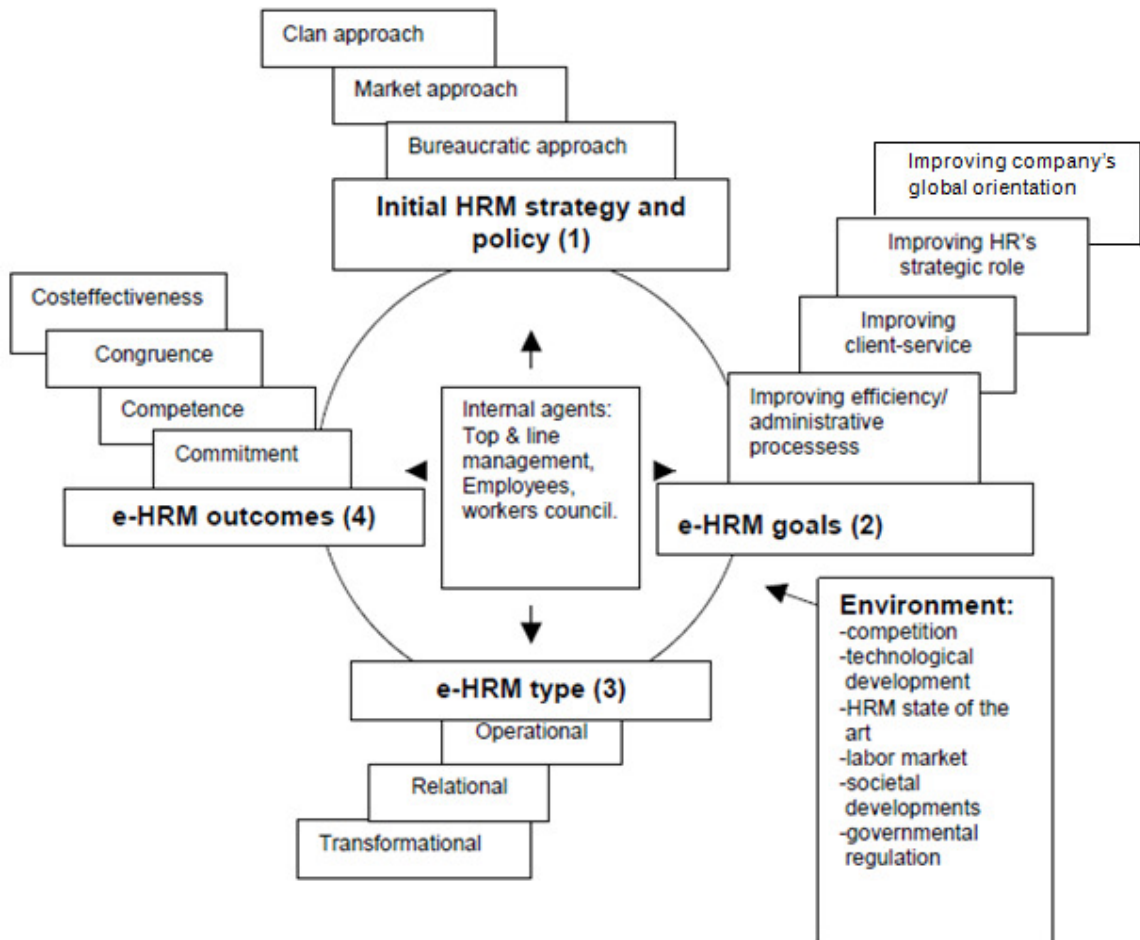 Clan approach
Market approach
Bureaucratic approach
Initial HRM strategy and
policy (1)
Improving company's
global orientation
Improving HR's
strategic role
Improving
client-service
Improving efficiency/
administrative
processess
e-HRM goals (2)
Costeffectiveness
Congruence
Competence
Commitment
e-HRM outcomes (4)
Internal agents:
Top & line
management,
Employees,
workers council.
e-HRM type (3)
Operational
Relational
Transformational
Environment:
-competition
-technological
development
-HRM state of the
art
-labor market
-societal
developments
-governmental
regulation